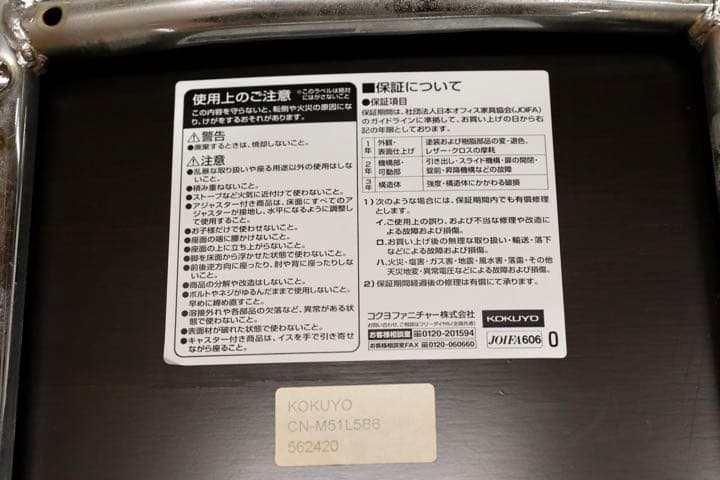 使用上のご注意 ※このラベルは絶対にはがさないこと
この内容を守らないと、転倒や火災の原因になり、けがをするおそれがあります。
⚠警告
●廃棄するときは、焼却しないこと。
⚠注意
●乱暴な取り扱いや座る用途以外の使用はしないこと。
●積み重ねないこと。
●ストーブなど火気に近付けて使わないこと。
●アジャスター付き商品は、床面にすべてのアジャスターが接地し、水平になるように調整して使用すること。
●お子様だけで使わせないこと。
●座面の端に腰かけないこと。
●座面の上に立ち上がらないこと。
●脚を床面から浮かせた状態で使わないこと。
●前後逆方向に座ったり、肘や背に座ったりしないこと。
●商品の分解や改造はしないこと。
●ボルトやネジがゆるんだままで使用しないこと。早めに締め直すこと。
●溶接外れや各部品の欠落など、異常がある状態で使わないこと。
●表面材が破れた状態で使わないこと。
●キャスター付き商品は、イスを手で引き寄せながら座ること。
■保証について
●保証項目
保証期間は、社団法人日本オフィス家具協会(JOIFA)
のガイドラインに準拠して、お買い上げの日から右
記の年限としております。
1年 外観・表面仕上げ 塗装および樹脂部品の変・退色、レザー・クロスの摩耗
2年 機構部・可動部 引き出し・スライド機構・扉の開閉・錠前・昇降機構などの故障
3年 構造体 強度・構造体にかかわる破損
1）次のような場合には、保証期間内でも有償修理
とします。
イ.ご使用上の誤り、および不当な修理や改造に
よる故障および損傷。
ロ.お買い上げ後の無理な取り扱い・輸送・落下
などによる故障および損傷。
ハ.火災・塩害・ガス害・地震・風水害・落雷・その他
天災地変・異常電圧などによる故障および損傷。
2）保証期間経過後の修理は有償にて承ります。
コクヨファニチャー株式会社 KOKUYO
お問い合わせ、ご相談はフリーダイヤル(全国共通)
お客様相談室 0120-201594
お客様相談室FAX 0120-060660
JOIFA606 0
KOKUYO
CN-M51L5B6
562420